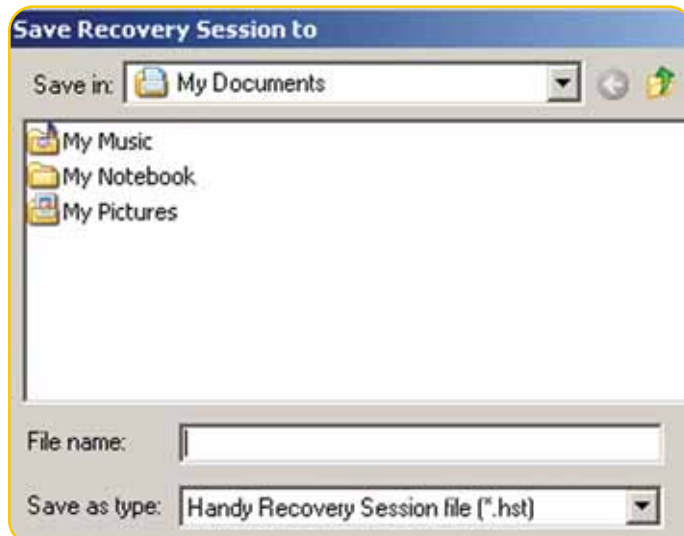 Save Recovery Session to
Save in: My Documents
My Music
My Notebook
My Pictures
File name:
Save as type: Handy Recovery Session file (*.hst)